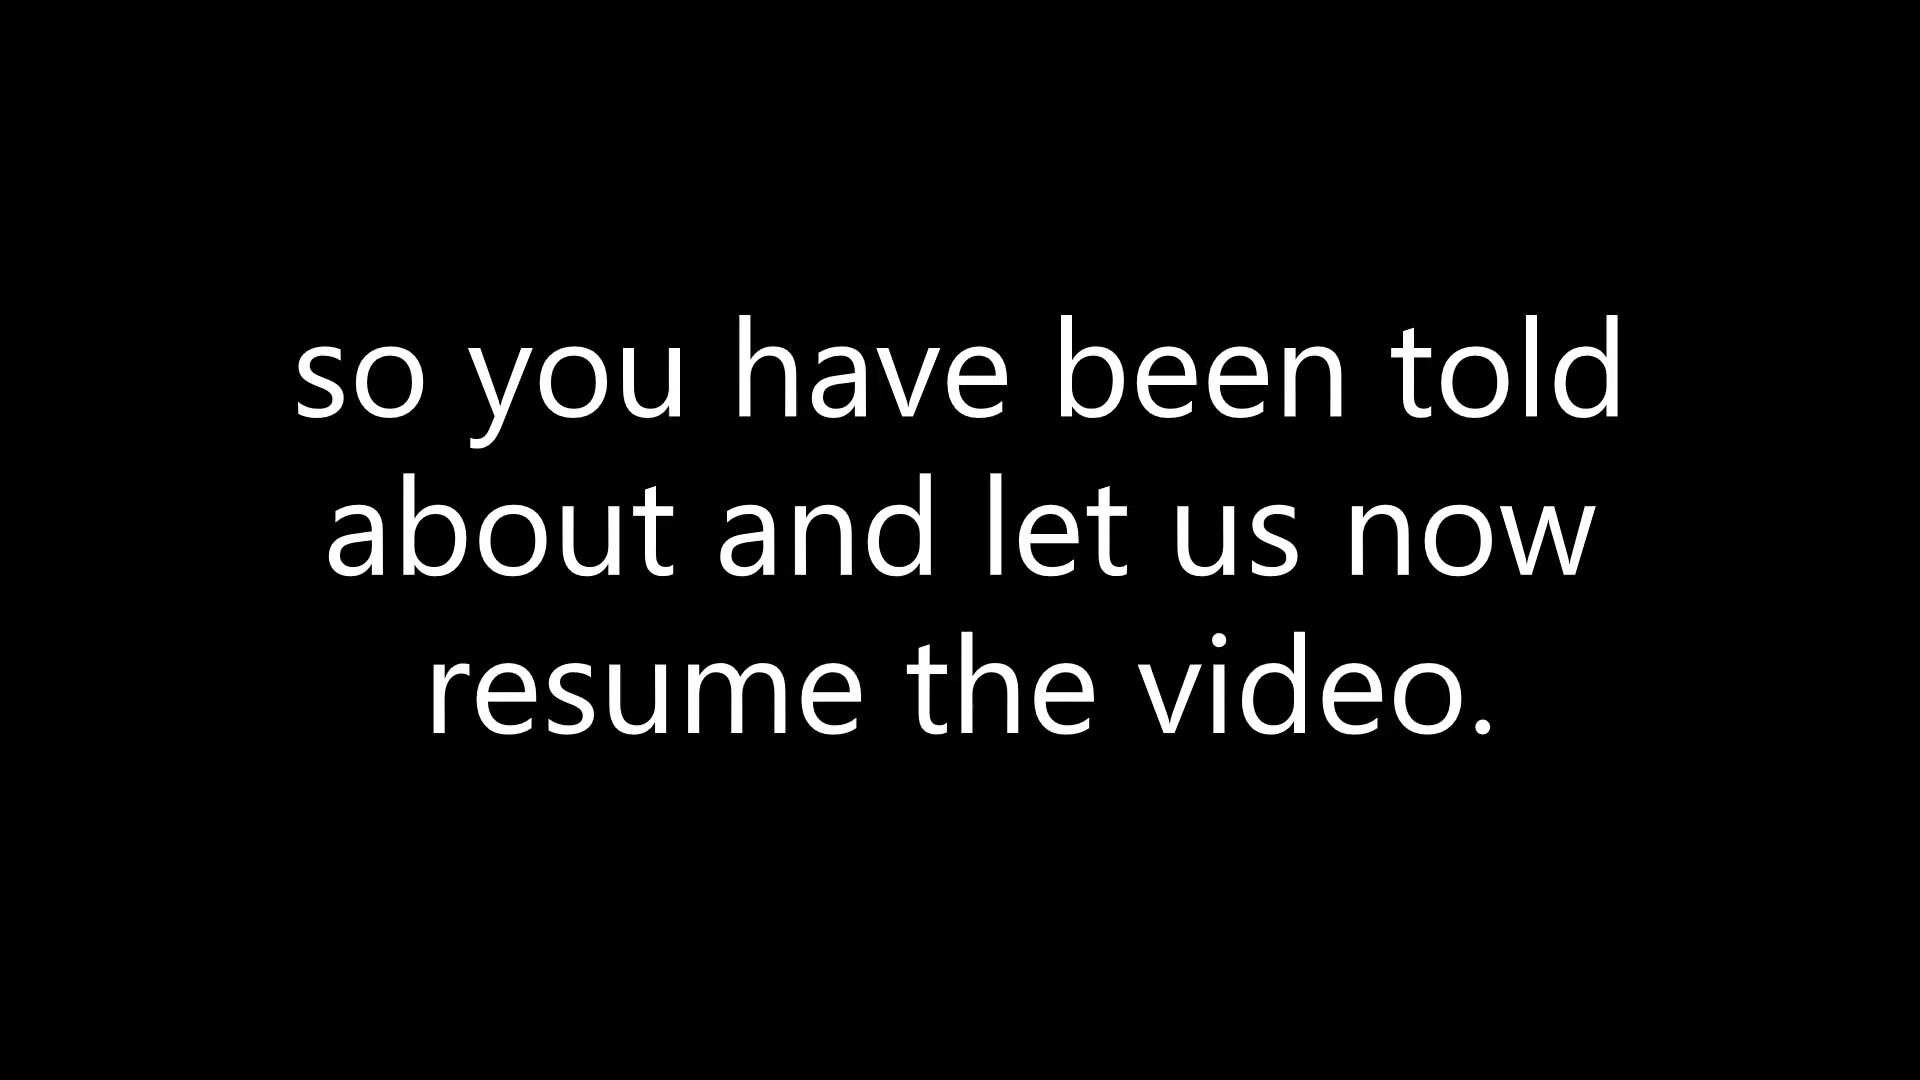 so you have been told
about and let us now
resume the video.